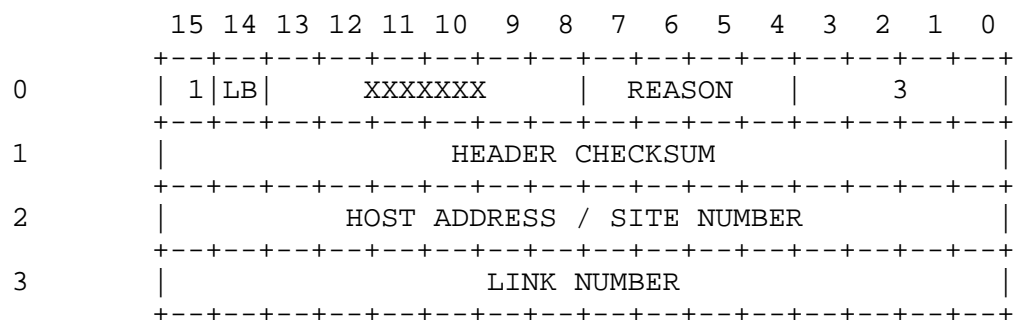 15 14 13 12 11 10 9 8 7 6 5 4 3 2 1 0
+--+--+--+--+--+--+--+--+--+--+--+--+--+--+--+--+
0 | 1|LB| XXXXXXX | REASON | 3 |
+--+--+--+--+--+--+--+--+--+--+--+--+--+--+--+--+
1 | HEADER CHECKSUM |
+--+--+--+--+--+--+--+--+--+--+--+--+--+--+--+--+
2 | HOST ADDRESS / SITE NUMBER |
+--+--+--+--+--+--+--+--+--+--+--+--+--+--+--+--+
3 | LINK NUMBER |
+--+--+--+--+--+--+--+--+--+--+--+--+--+--+--+--+